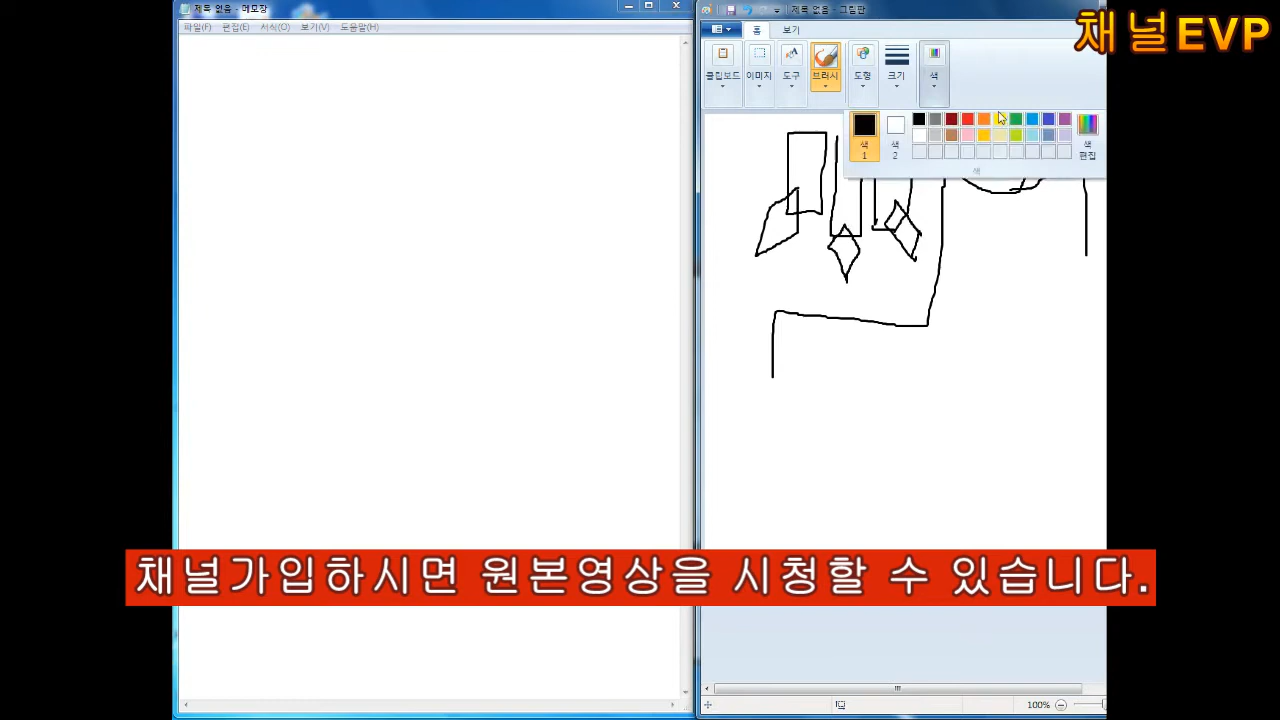 제목 없음 - 메모장
파일(F) 편집(E) 서식(O) 보기(V) 도움말(H)
제목 없음 - 그림판
홈 보기
클립보드 이미지 도구 브러시 도형 크기 색
색 1
색 2
색 편집
색
채널EVP
채널가입하시면 원본영상을 시청할 수 있습니다.
100%